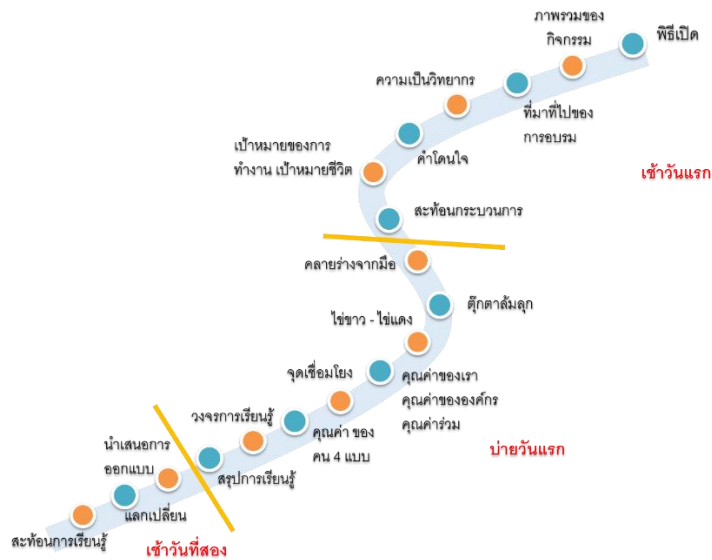 พิธีเปิด
ภาพรวมของ
กิจกรรม
ที่มาที่ไปของ
การอบรม
ความเป็นวิทยากร
คำโดนใจ
เป้าหมายของการ
ทำงาน เป้าหมายชีวิต
สะท้อนกระบวนการ
เช้าวันแรก
คลายร่างจากมือ
ตุ๊กตาล้มลุก
ไข่ขาว - ไข่แดง
คุณค่าของเรา
คุณค่าขององค์กร
คุณค่าร่วม
จุดเชื่อมโยง
คุณค่า ของ
คน 4 แบบ
วงจรการเรียนรู้
สรุปการเรียนรู้
บ่ายวันแรก
นำเสนอการ
ออกแบบ
แลกเปลี่ยน
สะท้อนการเรียนรู้
เช้าวันที่สอง